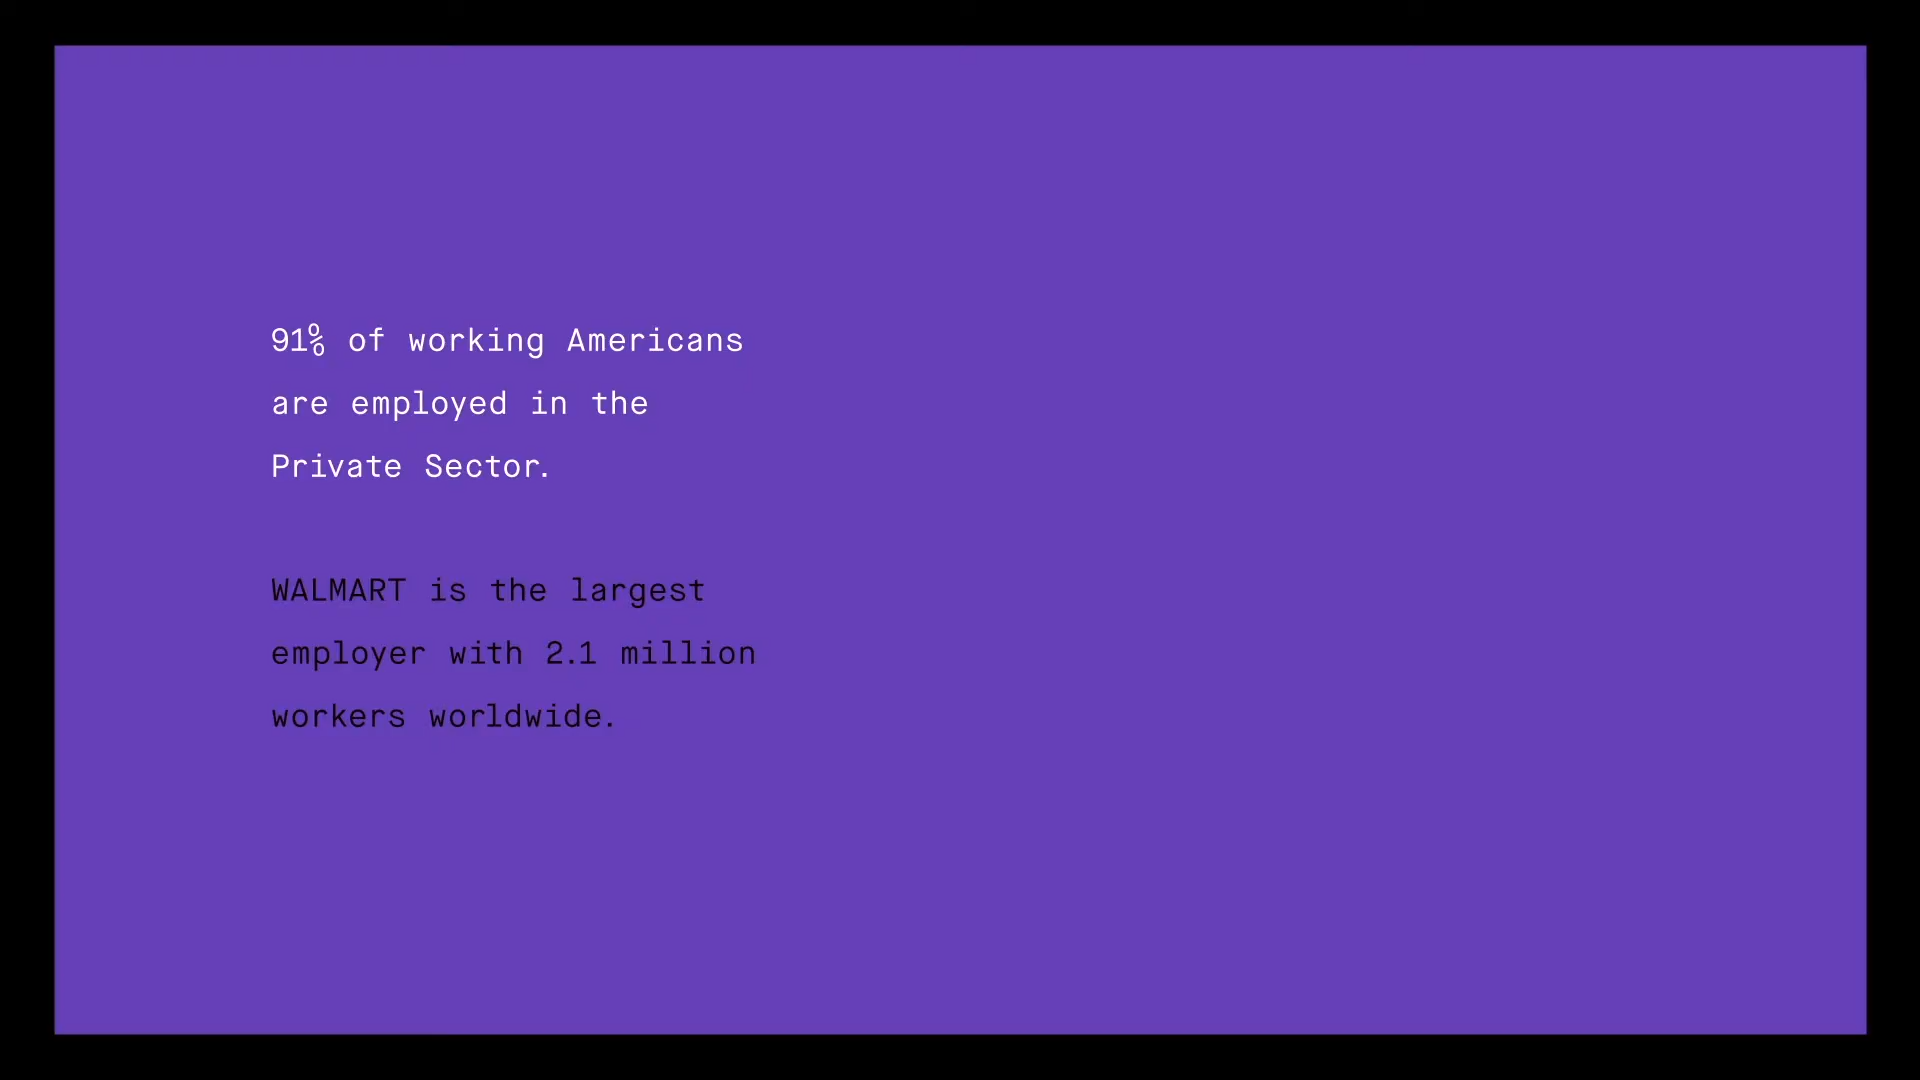 91% of working Americans
are employed in the
Private Sector.
WALMART is the largest
employer with 2.1 million
workers worldwide.